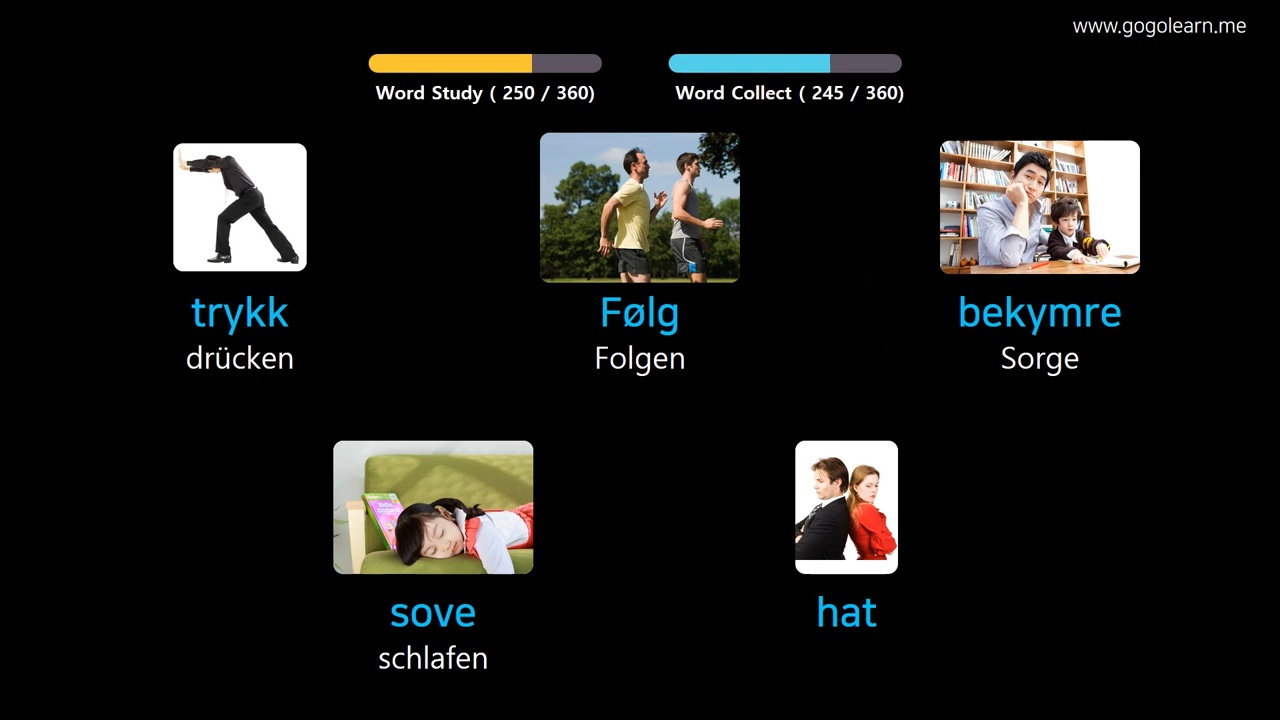 www.gogolearn.me
Word Study ( 250 / 360)
Word Collect ( 245 / 360)
trykk
drücken
Følg
Folgen
bekymre
Sorge
sove
schlafen
hat